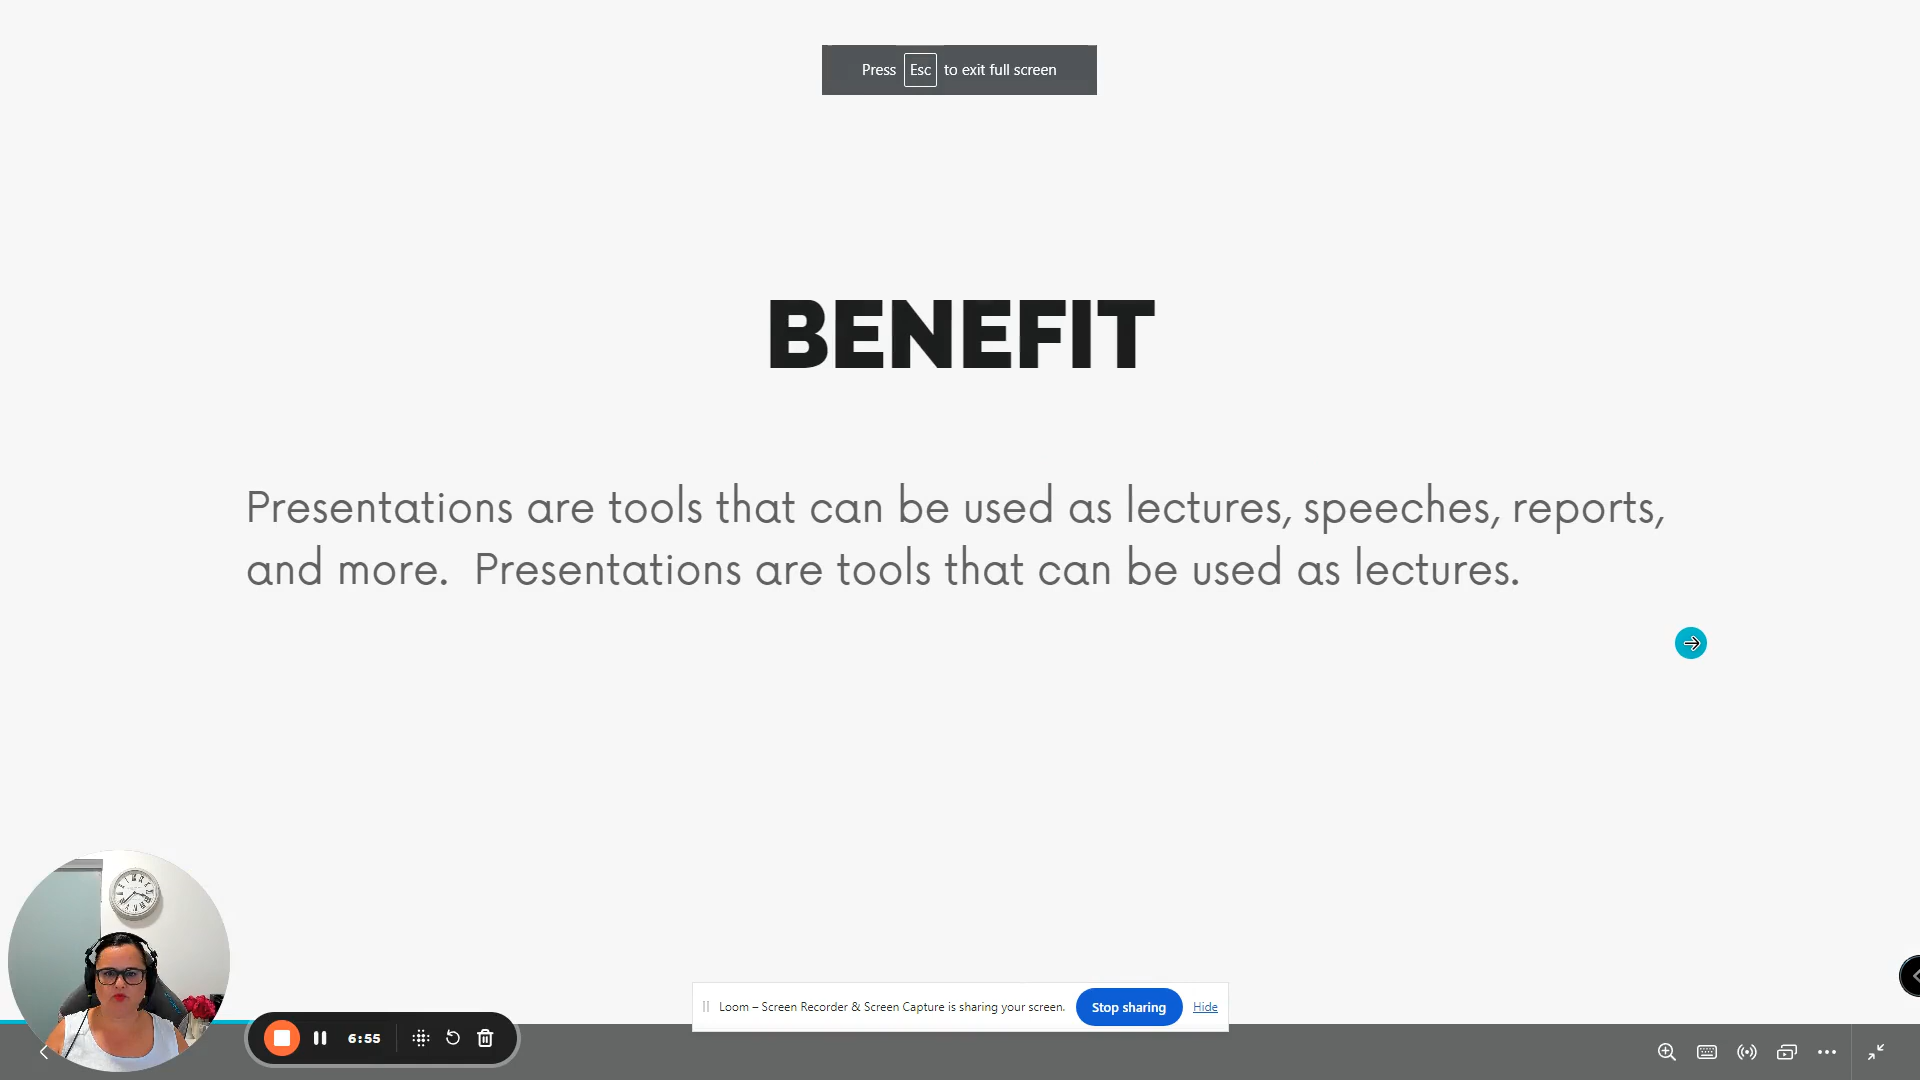 Press Esc to exit full screen
BENEFIT
Presentations are tools that can be used as lectures, speeches, reports,
and more.  Presentations are tools that can be used as lectures.
Loom – Screen Recorder & Screen Capture is sharing your screen. Stop sharing Hide
6:55